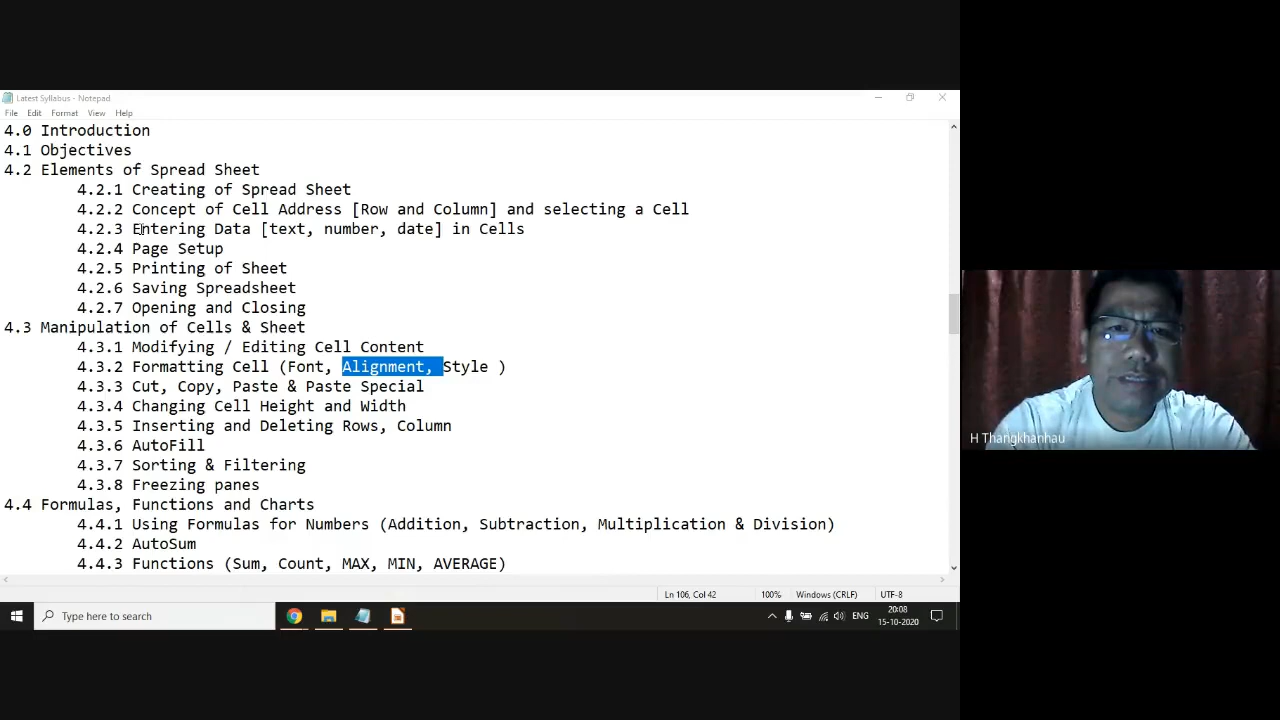 Latest Syllabus - Notepad
File Edit Format View Help
4.0 Introduction
4.1 Objectives
4.2 Elements of Spread Sheet
4.2.1 Creating of Spread Sheet
4.2.2 Concept of Cell Address [Row and Column] and selecting a Cell
4.2.3 Entering Data [text, number, date] in Cells
4.2.4 Page Setup
4.2.5 Printing of Sheet
4.2.6 Saving Spreadsheet
4.2.7 Opening and Closing
4.3 Manipulation of Cells & Sheet
4.3.1 Modifying / Editing Cell Content
4.3.2 Formatting Cell (Font, Alignment, Style )
4.3.3 Cut, Copy, Paste & Paste Special
4.3.4 Changing Cell Height and Width
4.3.5 Inserting and Deleting Rows, Column
4.3.6 AutoFill
4.3.7 Sorting & Filtering
4.3.8 Freezing panes
4.4 Formulas, Functions and Charts
4.4.1 Using Formulas for Numbers (Addition, Subtraction, Multiplication & Division)
4.4.2 AutoSum
4.4.3 Functions (Sum, Count, MAX, MIN, AVERAGE)
Ln 106, Col 42 100% Windows (CRLF) UTF-8
Type here to search
ENG
20:08
15-10-2020
H Thangkhanhau